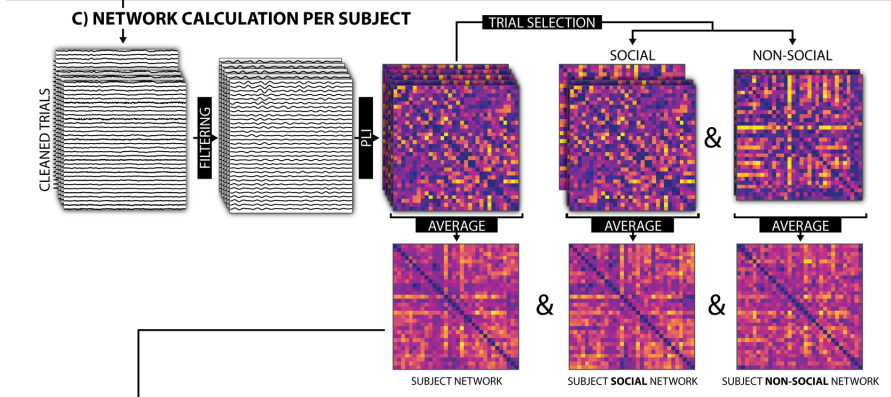 C) NETWORK CALCULATION PER SUBJECT
TRIAL SELECTION
SOCIAL
NON-SOCIAL
CLEANED TRIALS
FILTERING
PLI
&
AVERAGE
AVERAGE
AVERAGE
&
&
SUBJECT NETWORK
SUBJECT SOCIAL NETWORK
SUBJECT NON-SOCIAL NETWORK